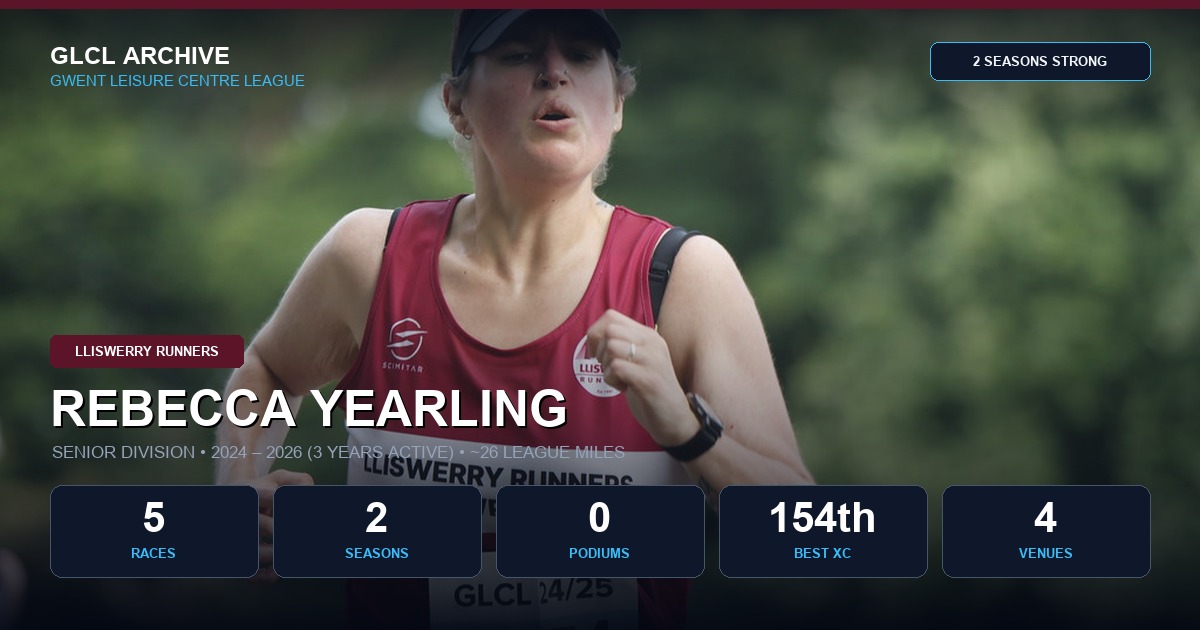 GLCL ARCHIVE
GWENT LEISURE CENTRE LEAGUE
2 SEASONS STRONG
SCIMITAR
LLISWERRY RUNNERS
REBECCA YEARLING
SENIOR DIVISION • 2024 – 2026 (3 YEARS ACTIVE) • ~26 LEAGUE MILES
LLISWERRY RUNNERS
5
RACES
2
SEASONS
0
PODIUMS
154th
BEST XC
4
VENUES
GLCL 24/25